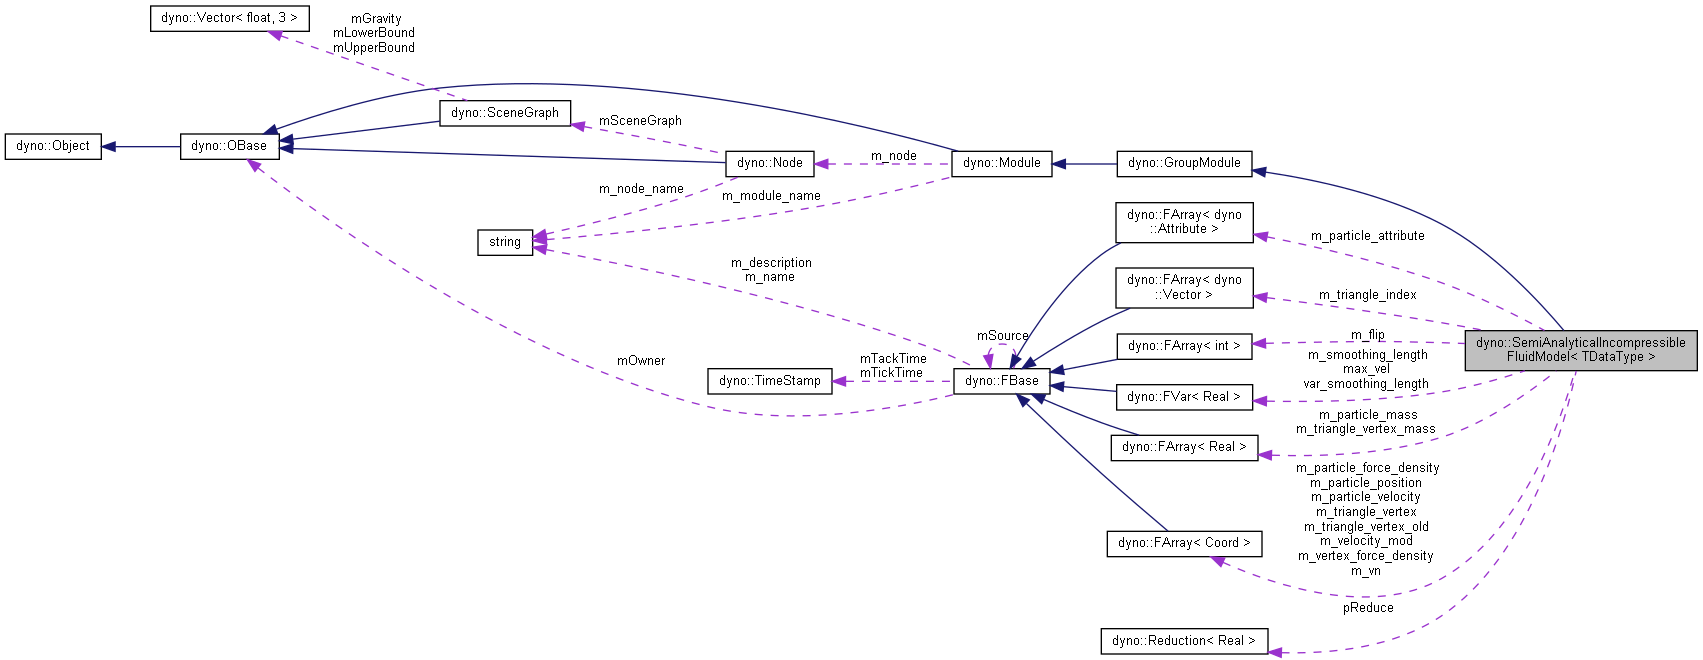 dyno::Vector< float, 3 >
mGravity
mLowerBound
mUpperBound
dyno::SceneGraph
mSceneGraph
dyno::Object
dyno::OBase
dyno::Node
m_node
dyno::Module
dyno::GroupModule
m_node_name
m_module_name
string
dyno::FArray< dyno
::Attribute >
m_particle_attribute
m_description
m_name
dyno::FArray< dyno
::Vector >
m_triangle_index
mSource
dyno::FArray< int >
m_flip
dyno::SemiAnalyticalIncompressible
FluidModel< TDataType >
mOwner
mTackTime
mTickTime
dyno::TimeStamp
dyno::FBase
m_smoothing_length
max_vel
var_smoothing_length
dyno::FVar< Real >
m_particle_mass
m_triangle_vertex_mass
dyno::FArray< Real >
m_particle_force_density
m_particle_position
m_particle_velocity
m_triangle_vertex
m_triangle_vertex_old
m_velocity_mod
m_vertex_force_density
m_vn
dyno::FArray< Coord >
pReduce
dyno::Reduction< Real >